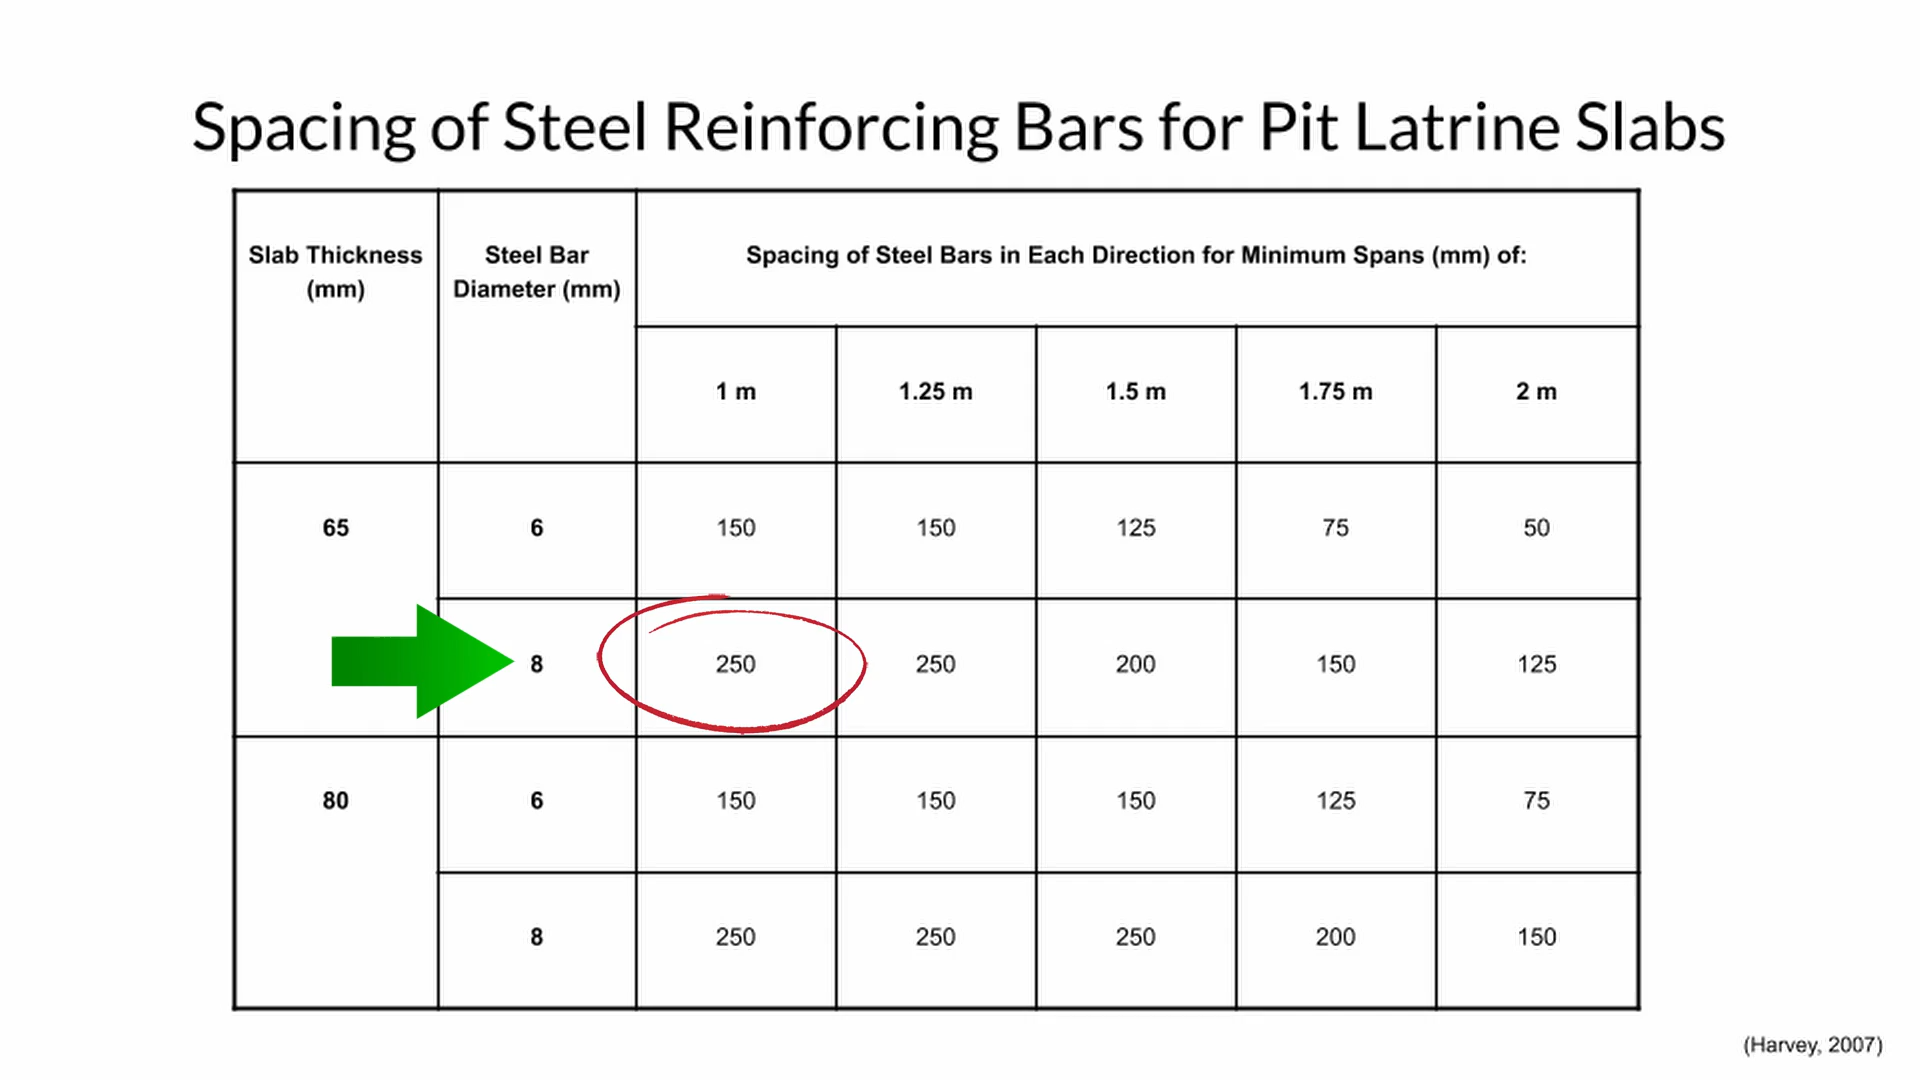 Spacing of Steel Reinforcing Bars for Pit Latrine Slabs
Slab Thickness
(mm)
Steel Bar
Diameter (mm)
Spacing of Steel Bars in Each Direction for Minimum Spans (mm) of:
1 m 1.25 m 1.5 m 1.75 m 2 m
65 6 150 150 125 75 50
8 250 250 200 150 125
80 6 150 150 150 125 75
8 250 250 250 200 150
(Harvey, 2007)